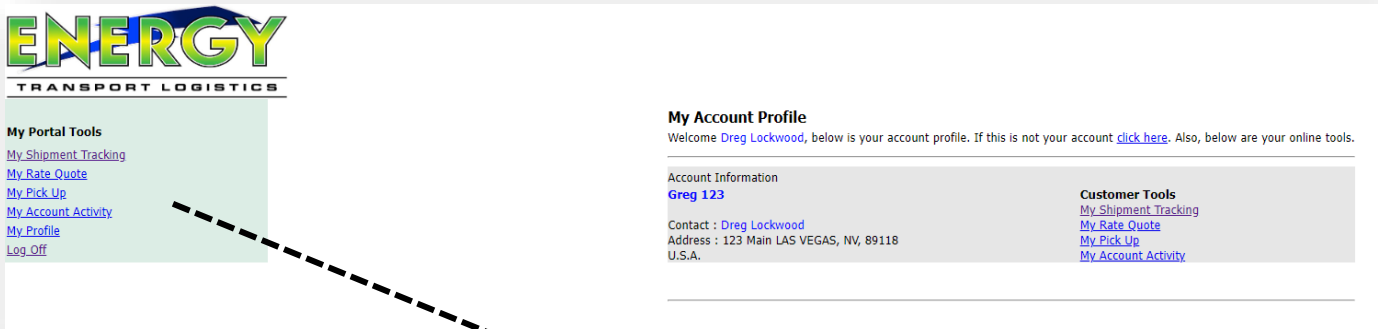 ENERGY
TRANSPORT LOGISTICS
My Portal Tools
My Shipment Tracking
My Rate Quote
My Pick Up
My Account Activity
My Profile
Log Off
My Account Profile
Welcome Dreg Lockwood, below is your account profile. If this is not your account click here. Also, below are your online tools.
Account Information
Greg 123
Contact : Dreg Lockwood
Address : 123 Main LAS VEGAS, NV, 89118
U.S.A.
Customer Tools
My Shipment Tracking
My Rate Quote
My Pick Up
My Account Activity